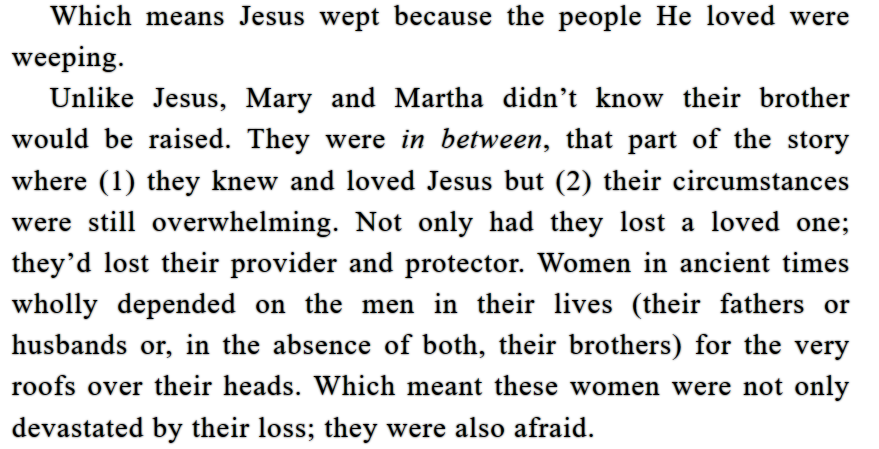 Which means Jesus wept because the people He loved were
weeping.
Unlike Jesus, Mary and Martha didn’t know their brother
would be raised. They were in between, that part of the story
where (1) they knew and loved Jesus but (2) their circumstances
were still overwhelming. Not only had they lost a loved one;
they’d lost their provider and protector. Women in ancient times
wholly depended on the men in their lives (their fathers or
husbands or, in the absence of both, their brothers) for the very
roofs over their heads. Which meant these women were not only
devastated by their loss; they were also afraid.